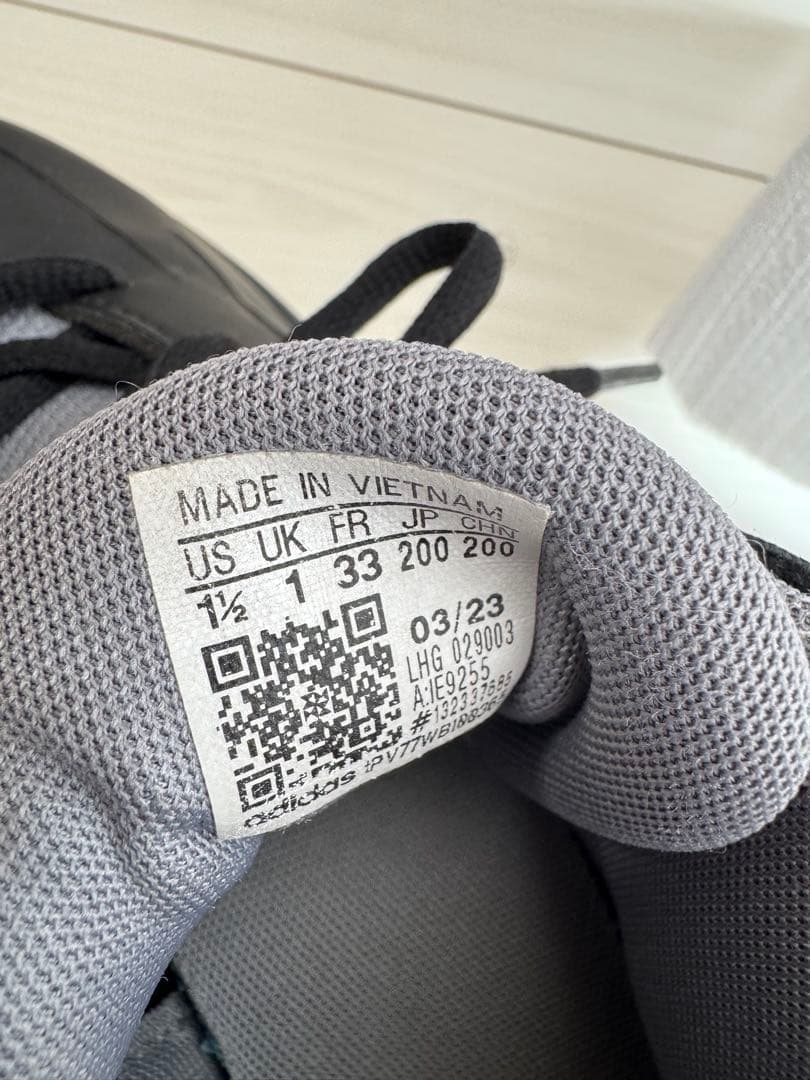 MADE IN VIETNAM
US UK FR JP CHN
1½ 1 33 200 200
03/23
LHG 029003
A:IE9255
adidas